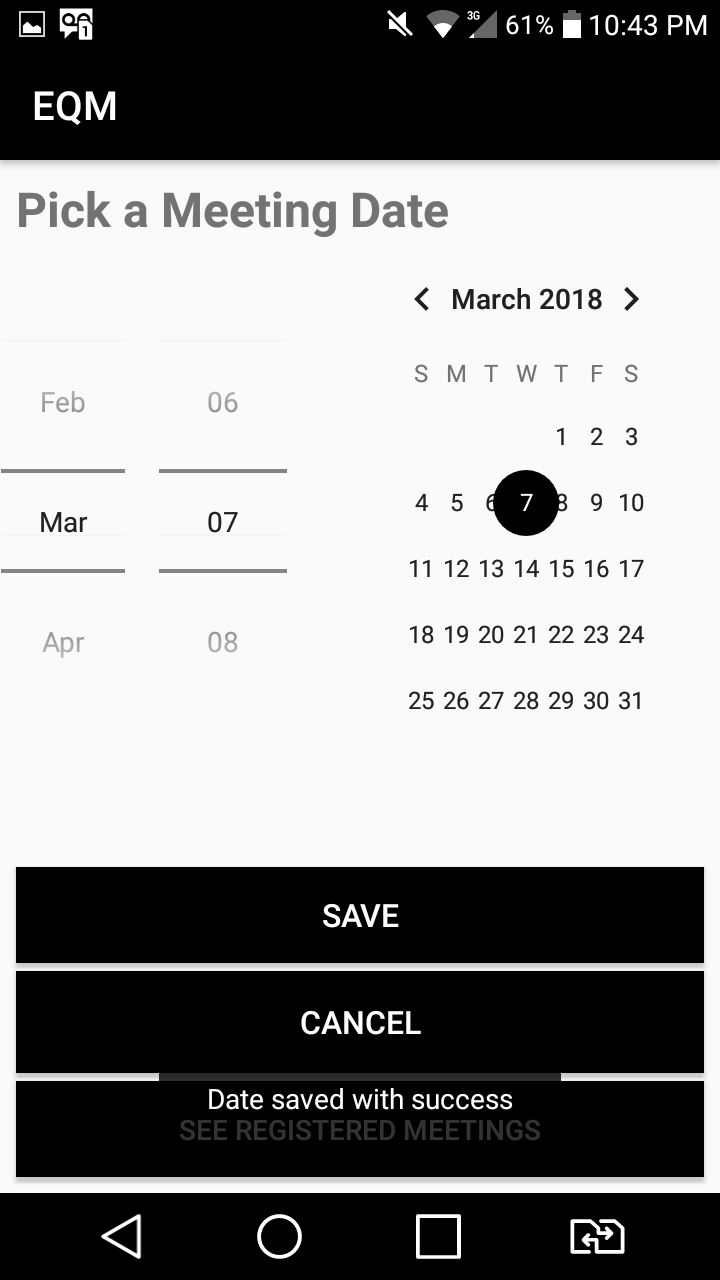 1
3G
61% 10:43 PM
EQM
Pick a Meeting Date
March 2018
S M T W T F S
1 2 3
4 5 6 7 8 9 10
11 12 13 14 15 16 17
18 19 20 21 22 23 24
25 26 27 28 29 30 31
Feb 06
Mar 07
Apr 08
SAVE
CANCEL
Date saved with success
SEE REGISTERED MEETINGS